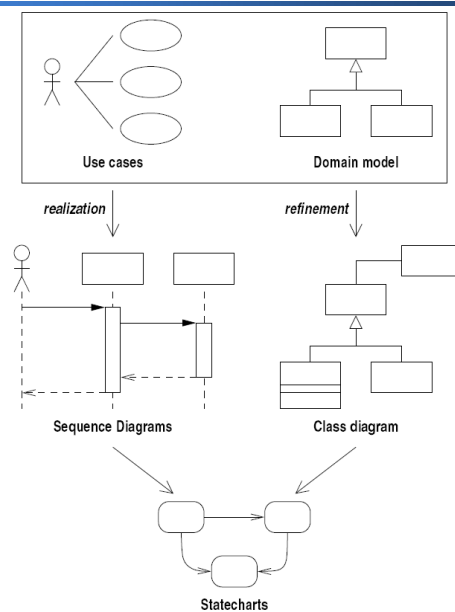 Use cases
Domain model
realization
refinement
Sequence Diagrams
Class diagram
Statecharts